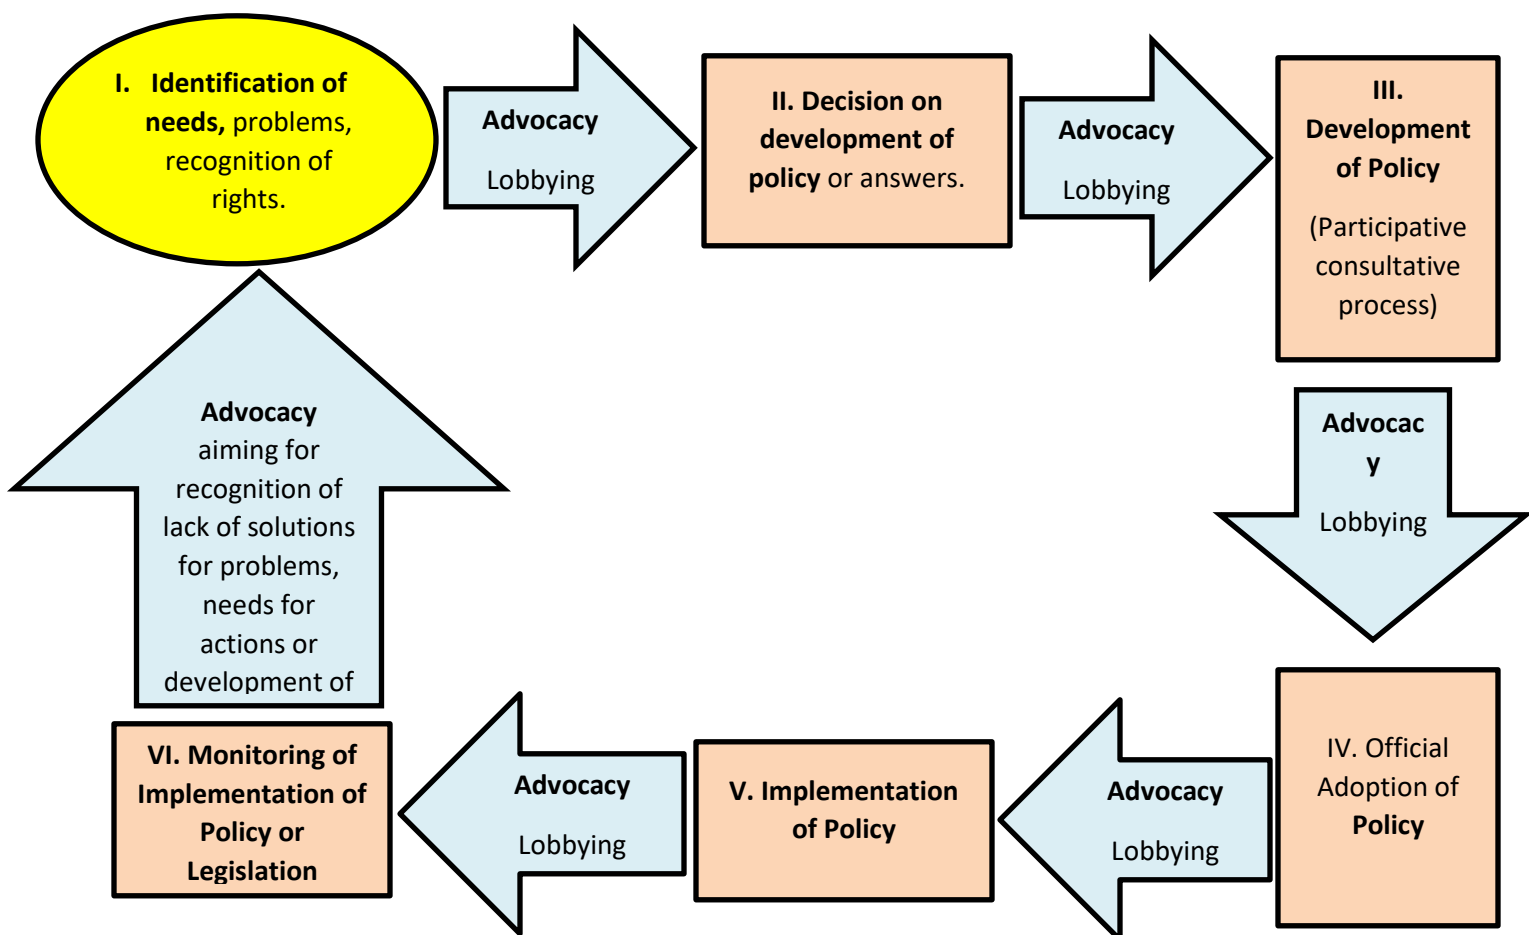 I. Identification of
needs, problems,
recognition of
rights.
Advocacy
Lobbying
II. Decision on
development of
policy or answers.
Advocacy
Lobbying
III.
Development
of Policy
(Participative
consultative
process)
Advocac
y
Lobbying
IV. Official
Adoption of
Policy
Advocacy
Lobbying
V. Implementation
of Policy
Advocacy
Lobbying
VI. Monitoring of
Implementation of
Policy or
Legislation
Advocacy
aiming for
recognition of
lack of solutions
for problems,
needs for
actions or
development of